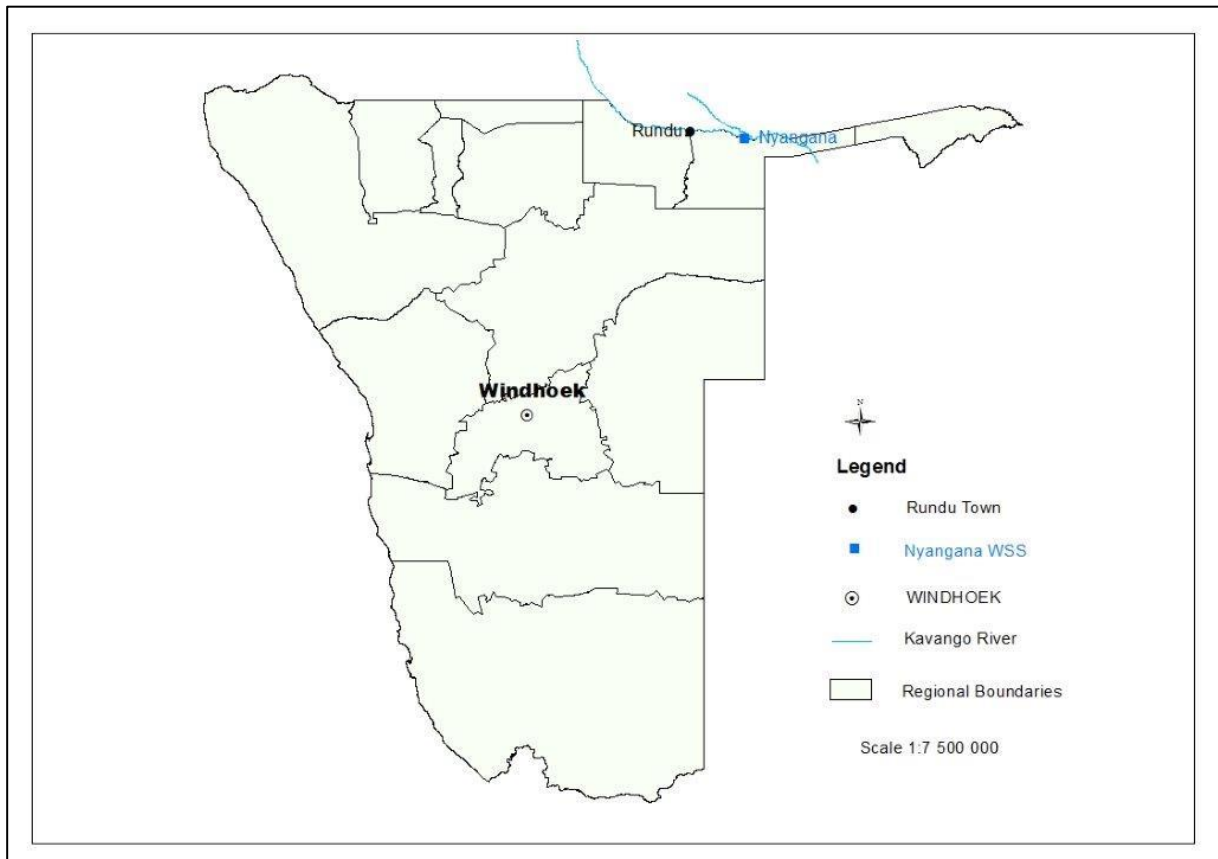 Rundu
Nyangana
Windhoek
N
Legend
Rundu Town
Nyangana WSS
WINDHOEK
Kavango River
Regional Boundaries
Scale 1:7 500 000